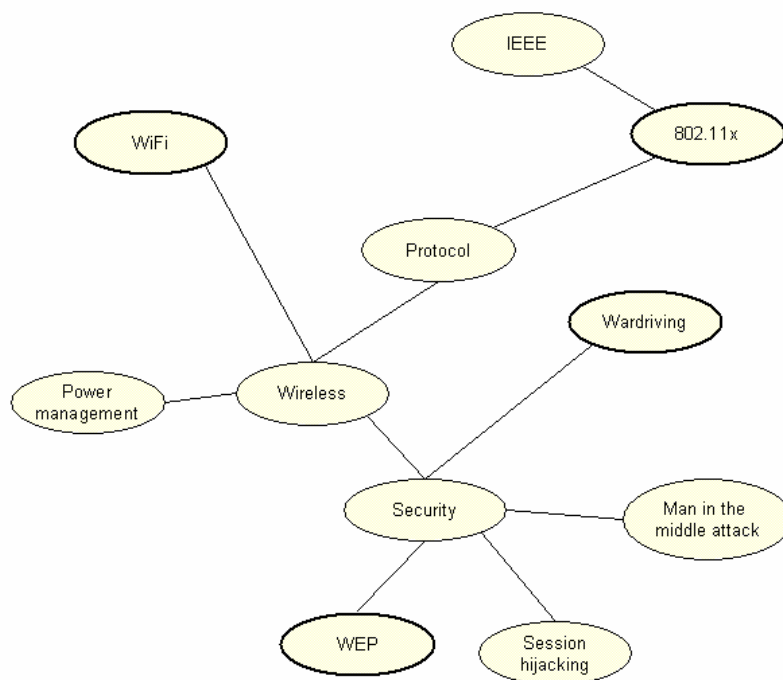 IEEE
WiFi
802.11x
Protocol
Wardriving
Power
management
Wireless
Security
Man in the
middle attack
WEP
Session
hijacking